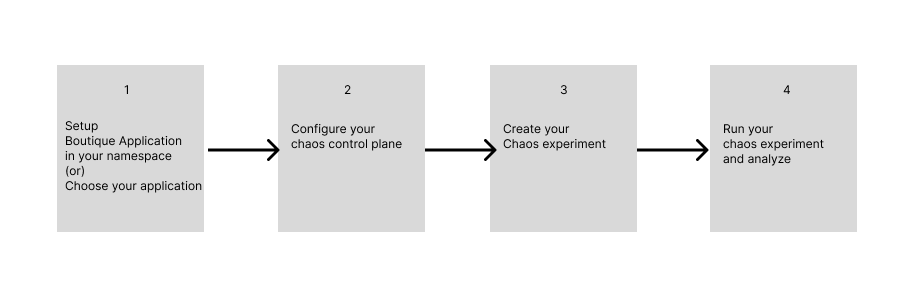 1
Setup
Boutique Application
in your namespace
(or)
Choose your application
2
Configure your
chaos control plane
3
Create your
Chaos experiment
4
Run your
chaos experiment
and analyze